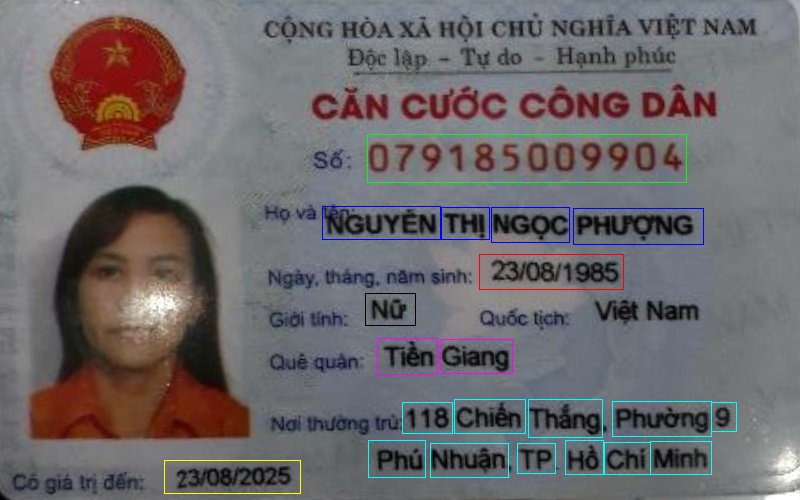 CỘNG HÒA XÃ HỘI CHỦ NGHĨA VIỆT NAM
Độc lập – Tự do - Hạnh phúc
CĂN CƯỚC CÔNG DÂN
Số: 079185009904
Họ và tên: NGUYỄN THỊ NGỌC PHƯỢNG
Ngày, tháng, năm sinh: 23/08/1985
Giới tính: Nữ Quốc tịch: Việt Nam
Quê quán: Tiền Giang
Nơi thường trú: 118 Chiến Thắng, Phường 9
Phú Nhuận, TP. Hồ Chí Minh
Có giá trị đến: 23/08/2025